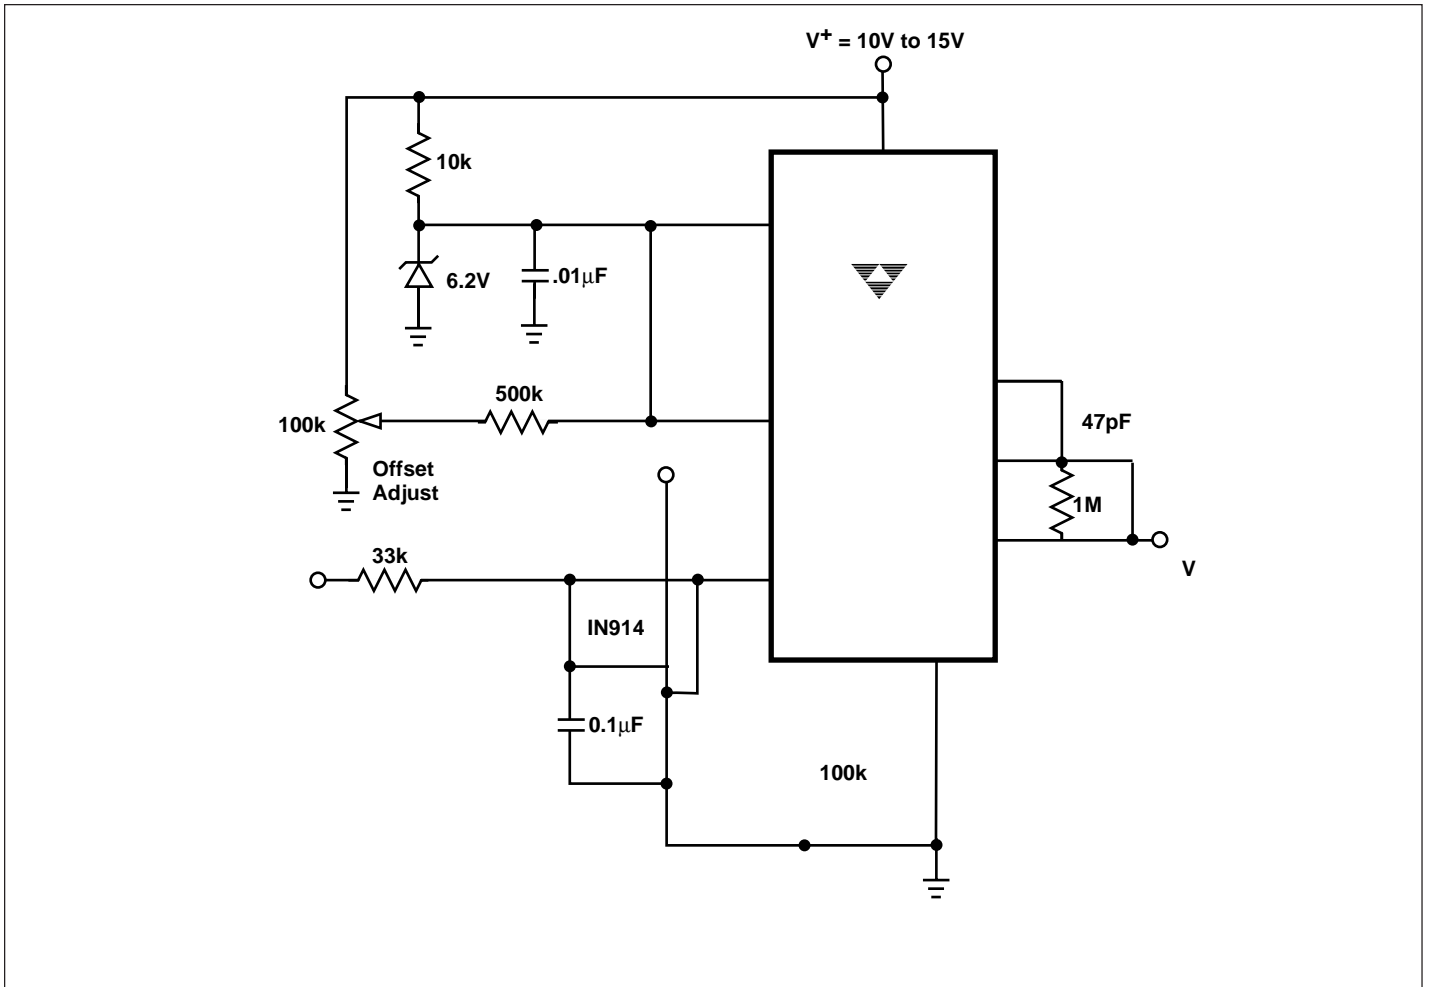 V+ = 10V to 15V
10k
6.2V
.01μF
500k
100k
47pF
Offset
Adjust
1M
33k
V
IN914
0.1μF
100k